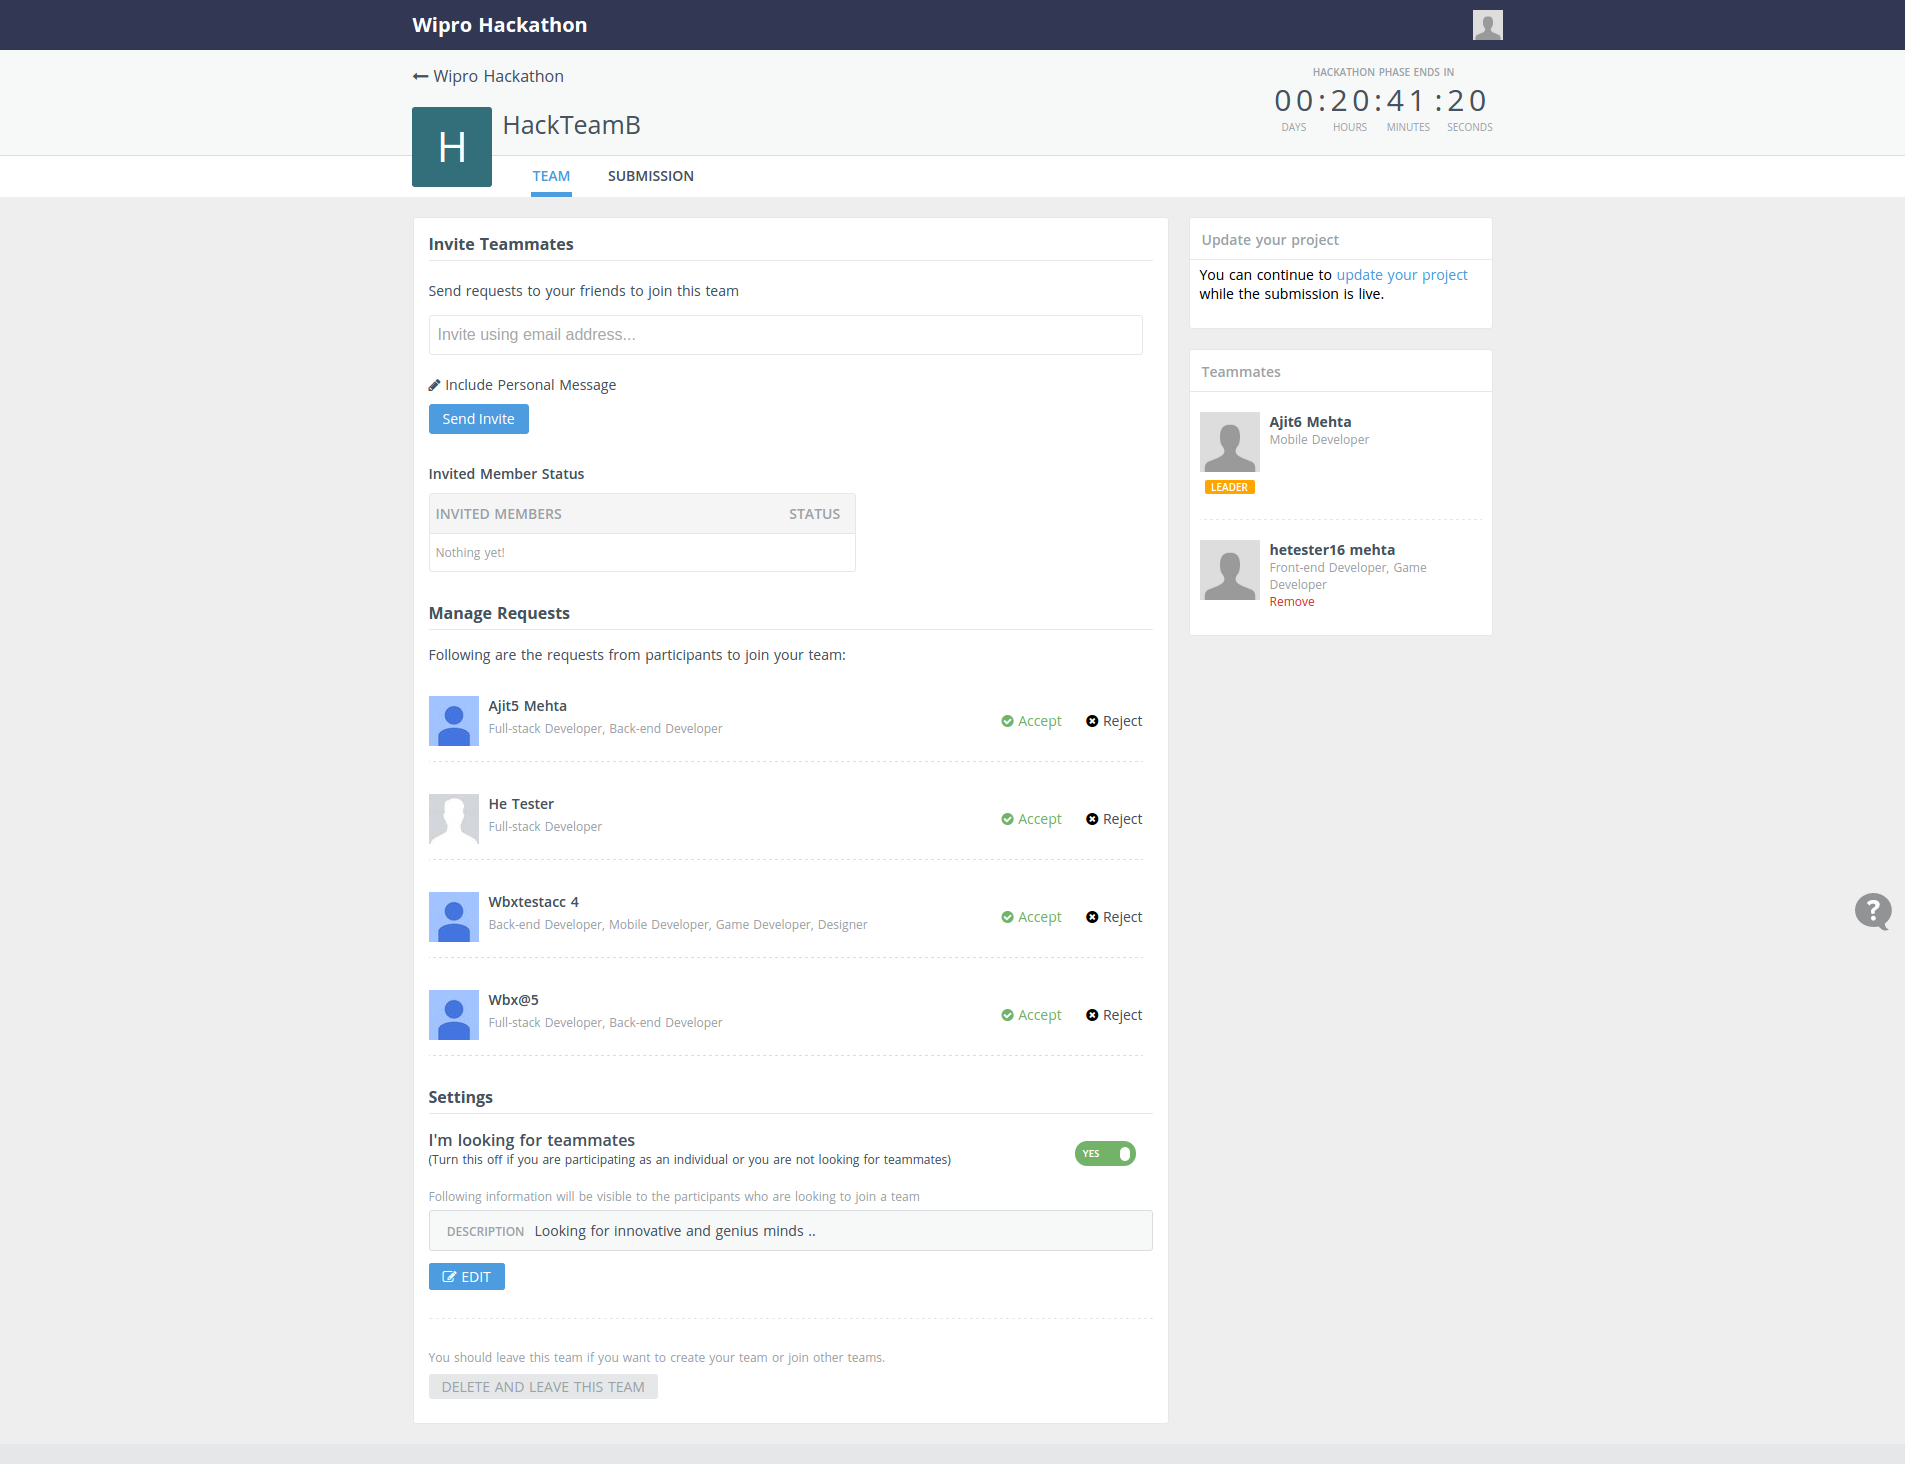 Wipro Hackathon
Wipro Hackathon
HACKATHON PHASE ENDS IN
00:20:41:20
DAYS HOURS MINUTES SECONDS
H
HackTeamB
TEAM SUBMISSION
Invite Teammates
Send requests to your friends to join this team
Invite using email address...
Include Personal Message
Send Invite
Invited Member Status
INVITED MEMBERS STATUS
Nothing yet!
Manage Requests
Following are the requests from participants to join your team:
Ajit5 Mehta
Full-stack Developer, Back-end Developer
Accept Reject
He Tester
Full-stack Developer
Accept Reject
Wbxtestacc 4
Back-end Developer, Mobile Developer, Game Developer, Designer
Accept Reject
Wbx@5
Full-stack Developer, Back-end Developer
Accept Reject
Settings
I'm looking for teammates
(Turn this off if you are participating as an individual or you are not looking for teammates)
YES
Following information will be visible to the participants who are looking to join a team
DESCRIPTION Looking for innovative and genius minds ..
EDIT
You should leave this team if you want to create your team or join other teams.
DELETE AND LEAVE THIS TEAM
Update your project
You can continue to update your project
while the submission is live.
Teammates
Ajit6 Mehta
Mobile Developer
LEADER
hetester16 mehta
Front-end Developer, Game
Developer
Remove
?